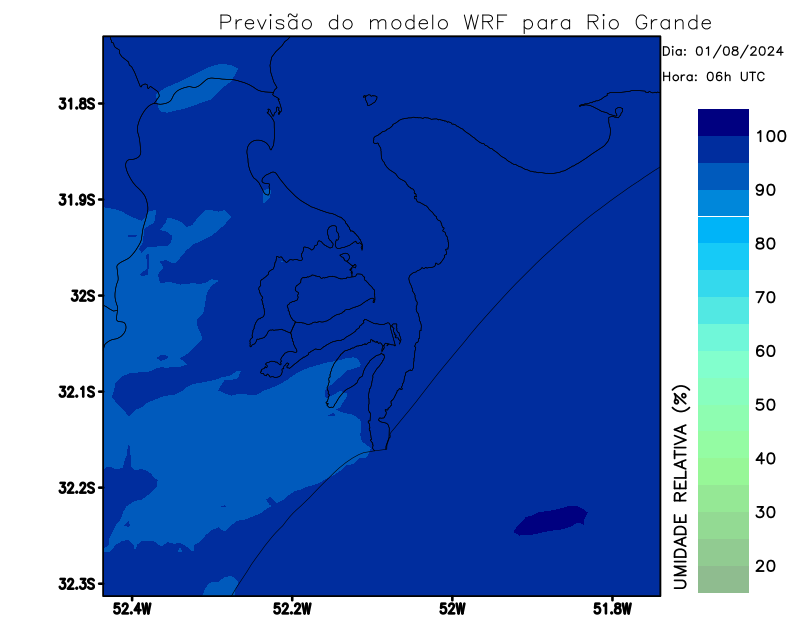 Previsão do modelo WRF para Rio Grande
Dia: 01/08/2024
Hora: 06h UTC
31.8S
31.9S
32S
32.1S
32.2S
32.3S
52.4W
52.2W
52W
51.8W
100
90
80
70
60
50
40
30
20
UMIDADE RELATIVA (%)